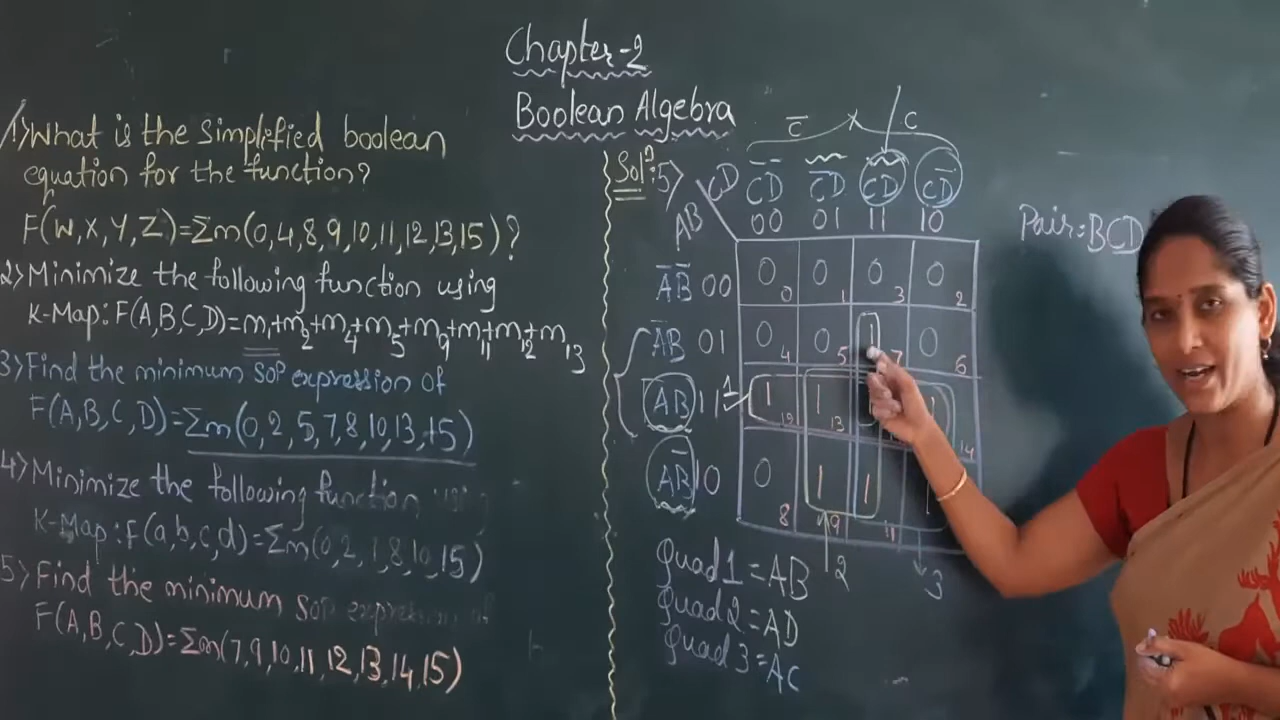 Chapter-2
Boolean Algebra
1) What is the simplified boolean
equation for the function?
F(W,X,Y,Z)=Σm(0,4,8,9,10,11,12,13,15)?
2) Minimize the following function using
K-Map: F(A,B,C,D)=m1+m2+m4+m5+m9+m11+m12+m13
3) Find the minimum SOP expression of
F(A,B,C,D)=Σm(0,2,5,7,8,10,13,15)
4) Minimize the following function
K-Map: F(a,b,c,d)=Σm(0,2,,8,10,15)
5) Find the minimum SOP expression of
F(A,B,C,D)=Σm(7,9,10,11,12,13,14,15)
Solⁿ: 5)
C̅ C
CD C̅D̅ C̅D CD CD̅
AB 00 01 11 10
A̅B̅ 00 0 0 0 1 0 3 0 2
A̅B 01 0 4 0 5 1 7 0 6
AB 11 1 1 12 1 13 1 14
AB̅ 10 0 8 1 9 1 11 1
2 3
Quad 1 = AB
Quad 2 = AD
Quad 3 = AC
Pair = BCD